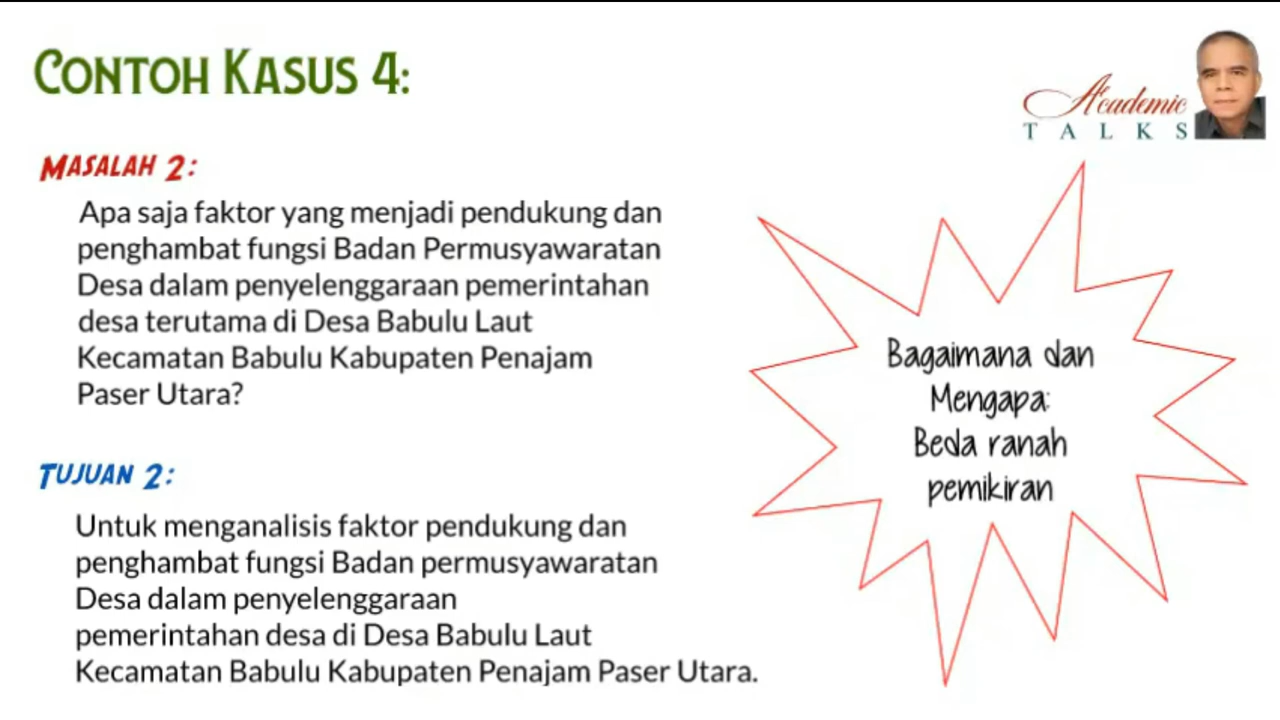 CONTOH KASUS 4:
Academic
TALKS
MASALAH 2:
Apa saja faktor yang menjadi pendukung dan
penghambat fungsi Badan Permusyawaratan
Desa dalam penyelenggaraan pemerintahan
desa terutama di Desa Babulu Laut
Kecamatan Babulu Kabupaten Penajam
Paser Utara?
Bagaimana dan
Mengapa:
Beda ranah
pemikiran
TUJUAN 2:
Untuk menganalisis faktor pendukung dan
penghambat fungsi Badan permusyawaratan
Desa dalam penyelenggaraan
pemerintahan desa di Desa Babulu Laut
Kecamatan Babulu Kabupaten Penajam Paser Utara.